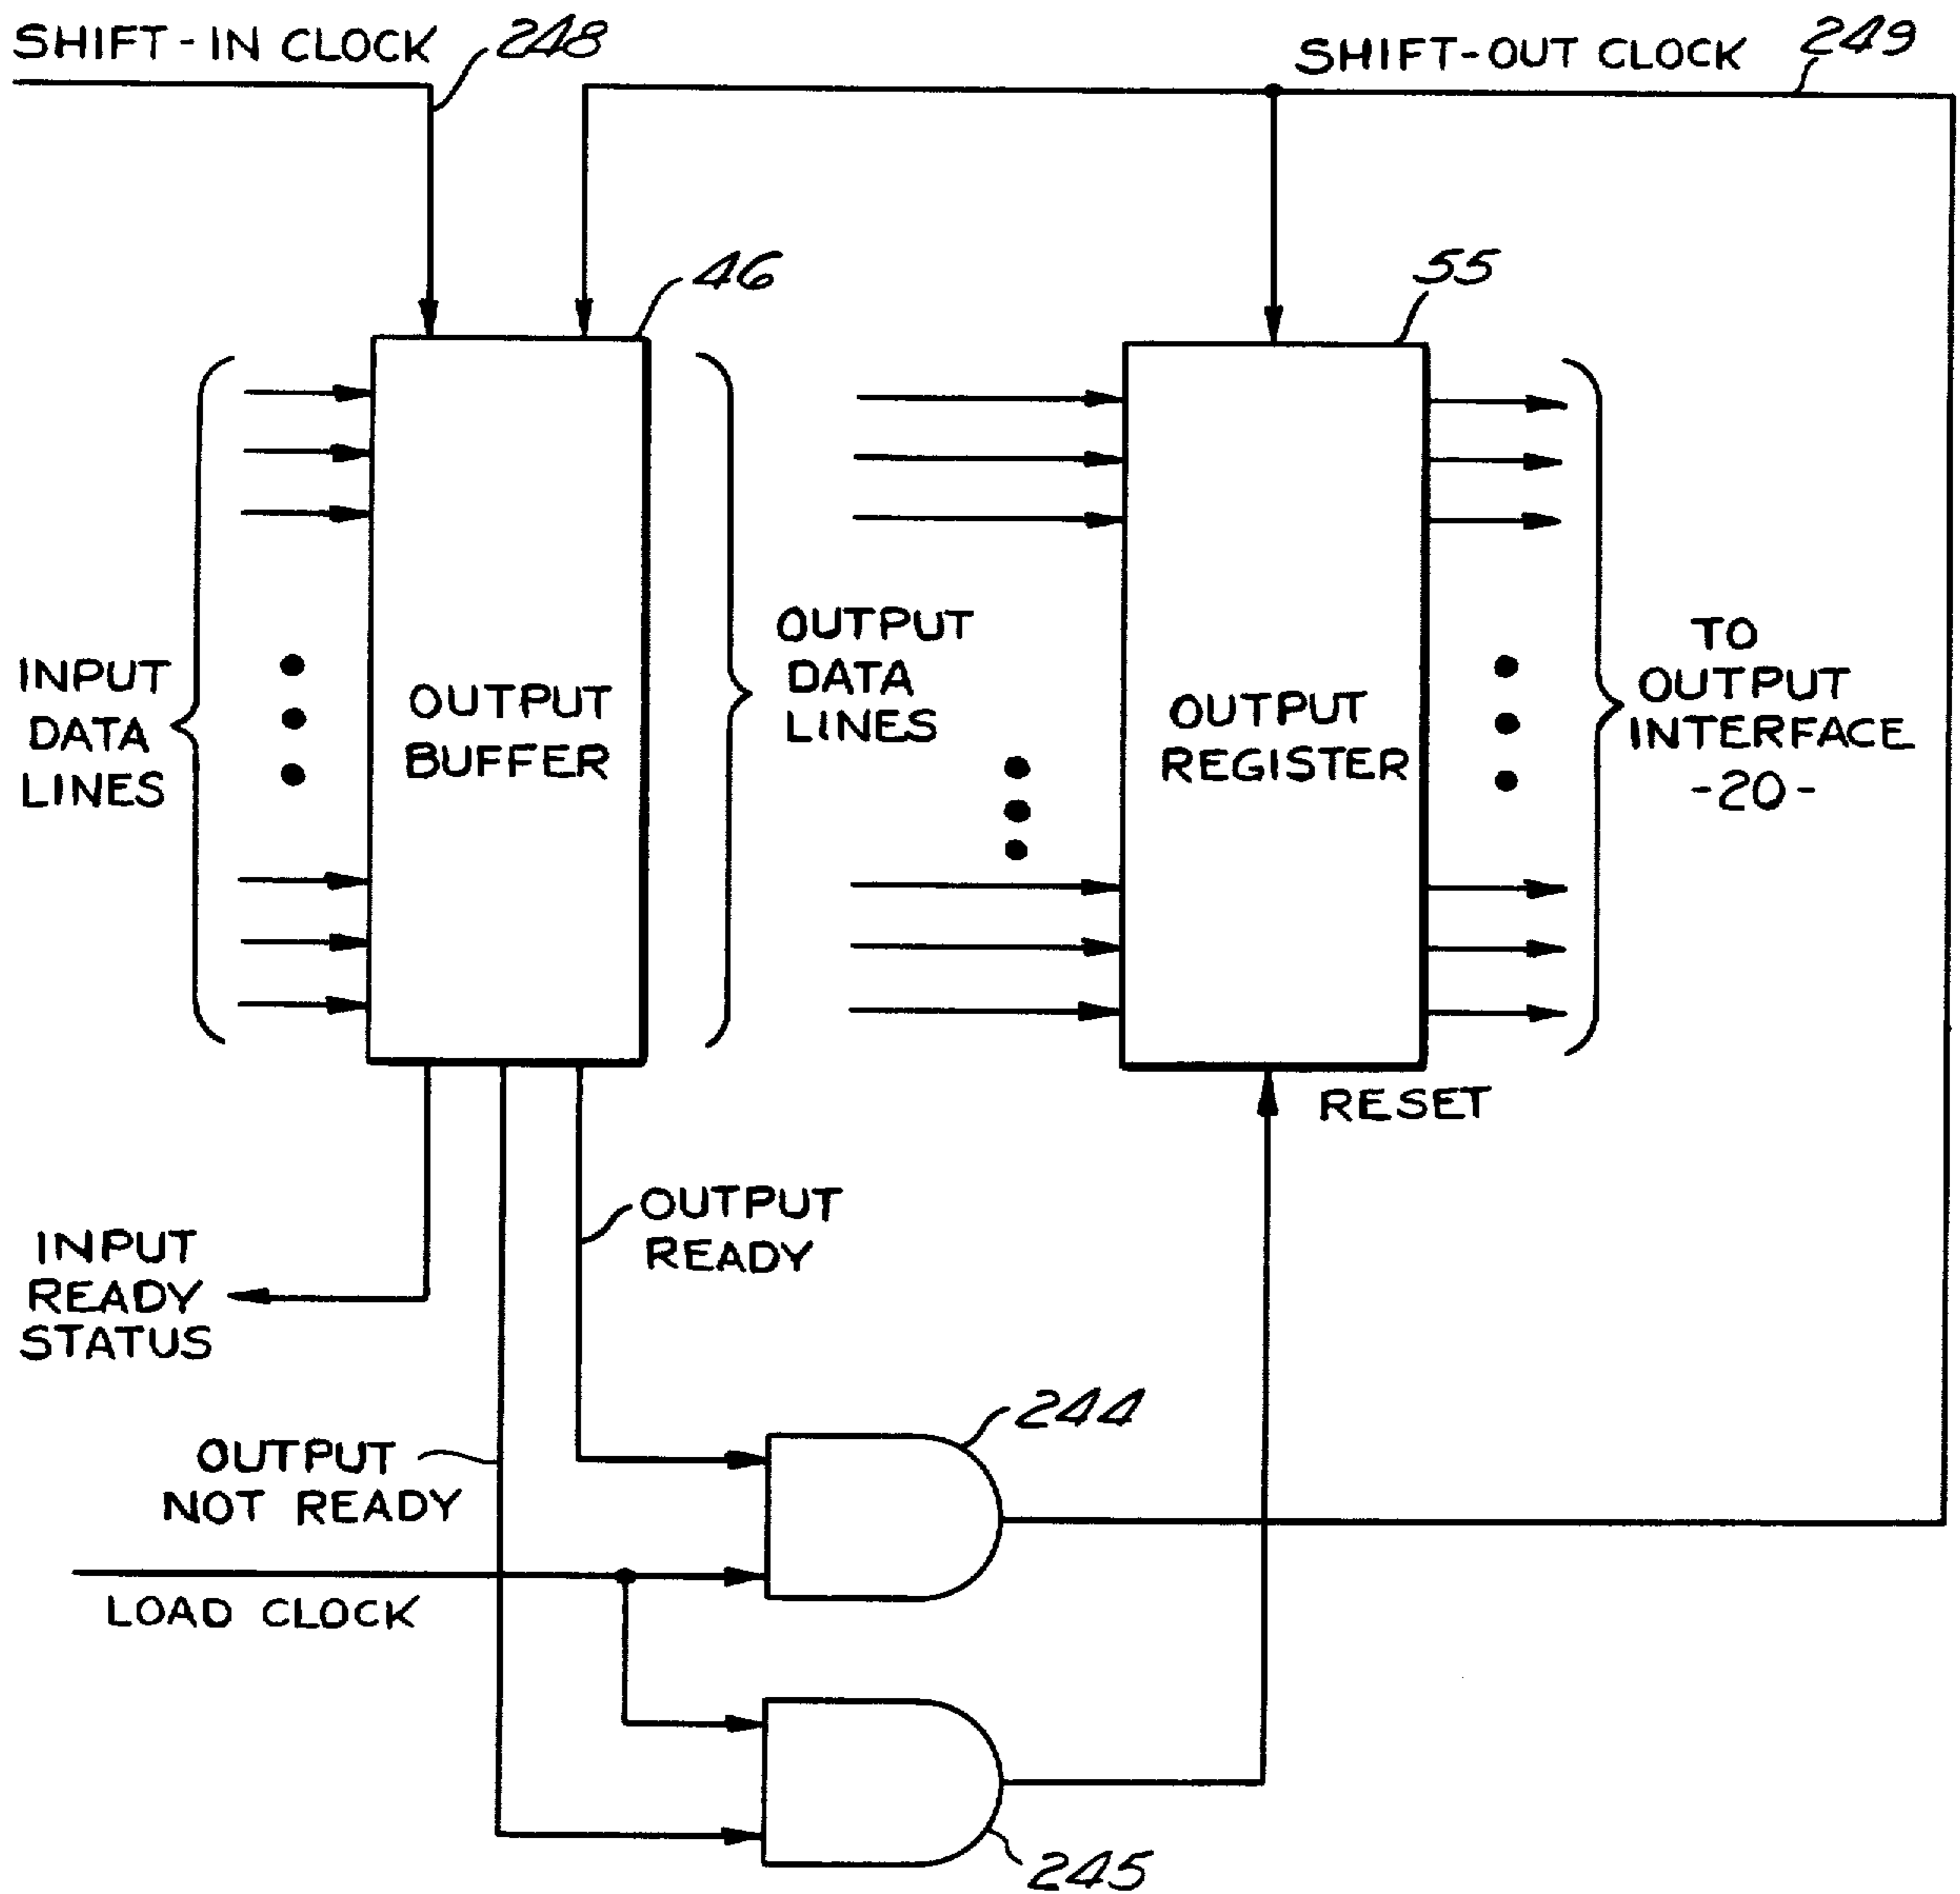 SHIFT-IN CLOCK
248
SHIFT-OUT CLOCK
249
46
55
INPUT
DATA
LINES
OUTPUT
BUFFER
OUTPUT
DATA
LINES
OUTPUT
REGISTER
TO
OUTPUT
INTERFACE
-20-
RESET
OUTPUT
READY
INPUT
READY
STATUS
244
OUTPUT
NOT READY
LOAD CLOCK
245